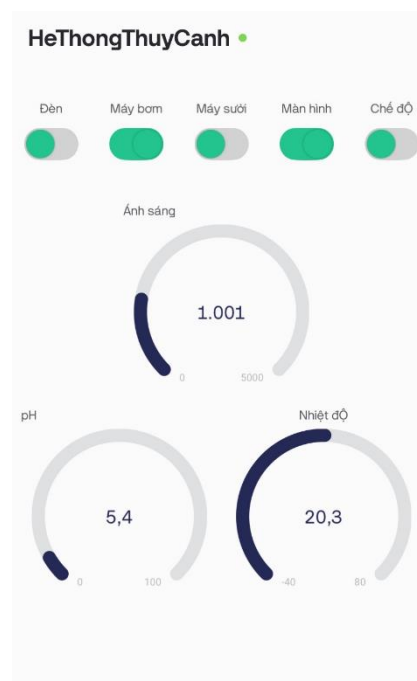 HeThongThuyCanh
Đèn Máy bơm Máy sưởi Màn hình Chế độ
Ánh sáng
1.001
0 5000
pH Nhiệt độ
5,4 20,3
0 100 -40 80